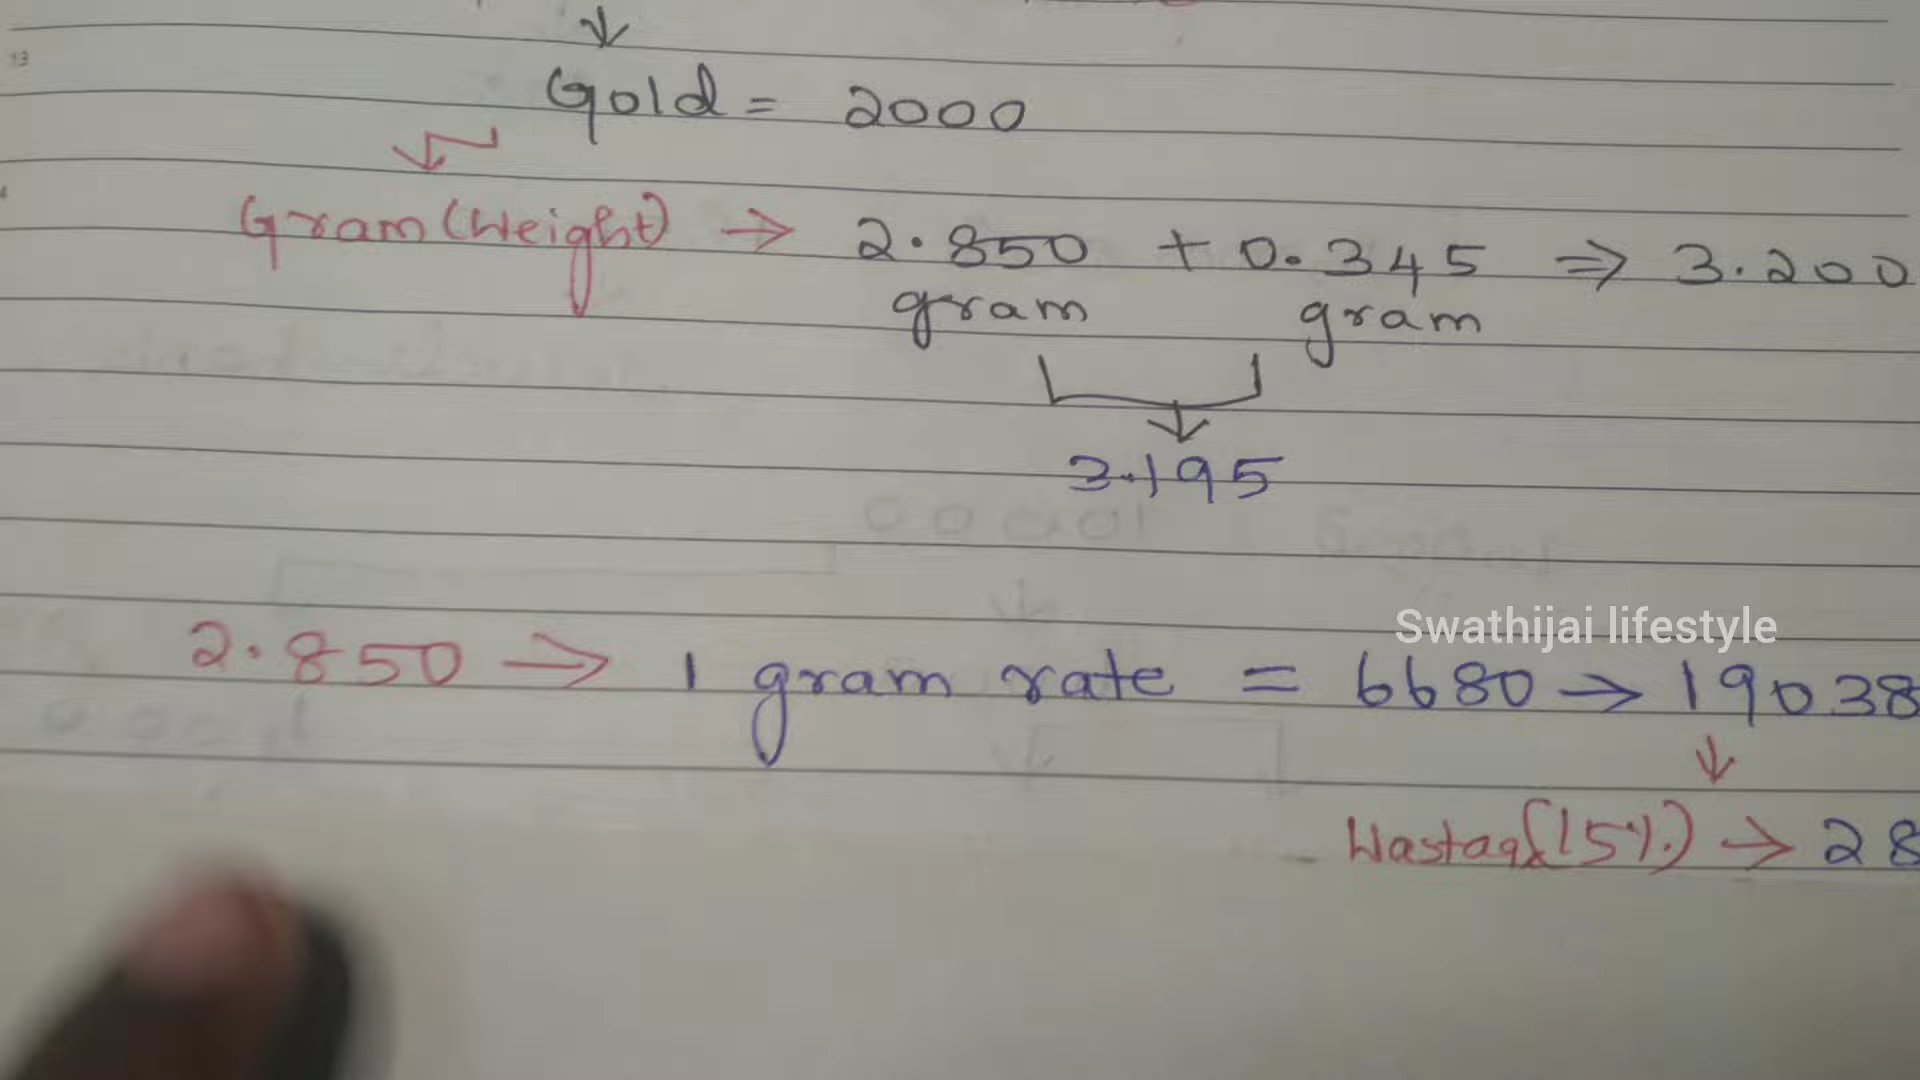 Gold = 2000
Gram (Weight) → 2.850 + 0.345 ⇒ 3.200
gram gram
3.195
Swathijai lifestyle
2.850 → 1 gram rate = 6680 → 19038
(15%) → 28